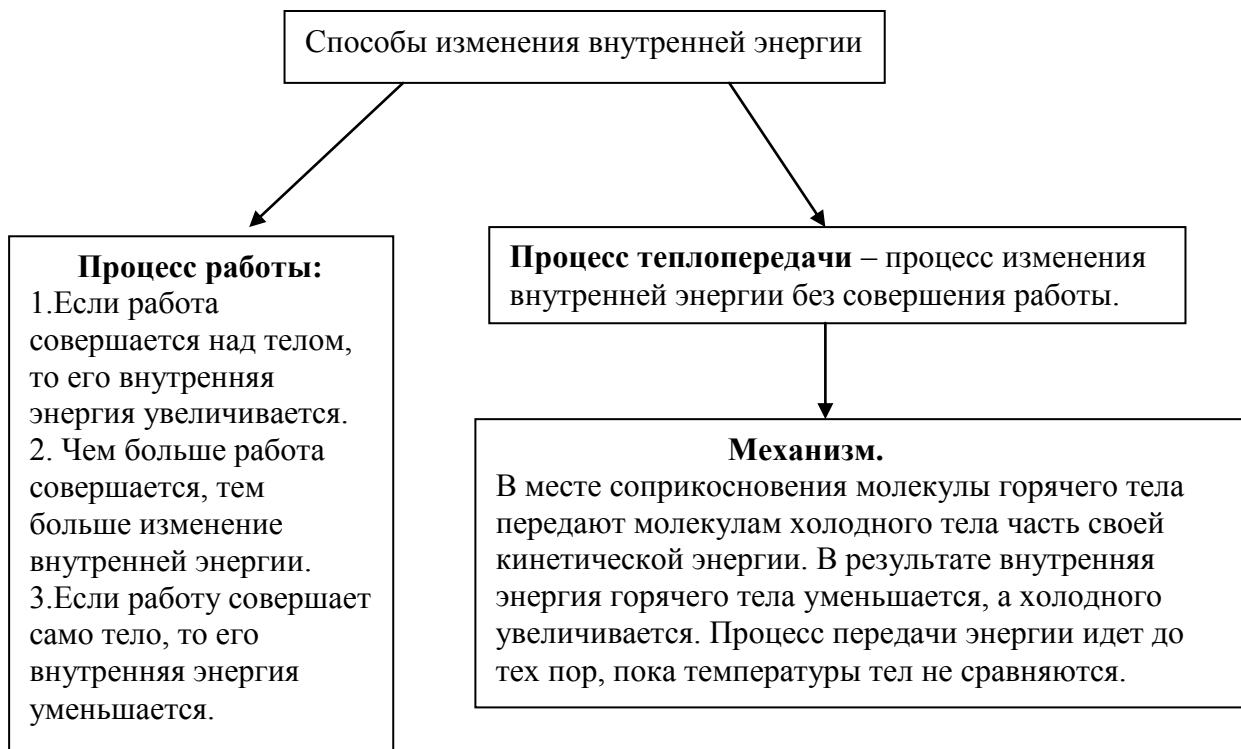 Способы изменения внутренней энергии
Процесс работы:
1.Если работа
совершается над телом,
то его внутренняя
энергия увеличивается.
2. Чем больше работа
совершается, тем
больше изменение
внутренней энергии.
3.Если работу совершает
само тело, то его
внутренняя энергия
уменьшается.
Процесс теплопередачи – процесс изменения
внутренней энергии без совершения работы.
Механизм.
В месте соприкосновения молекулы горячего тела
передают молекулам холодного тела часть своей
кинетической энергии. В результате внутренняя
энергия горячего тела уменьшается, а холодного
увеличивается. Процесс передачи энергии идет до
тех пор, пока температуры тел не сравняются.